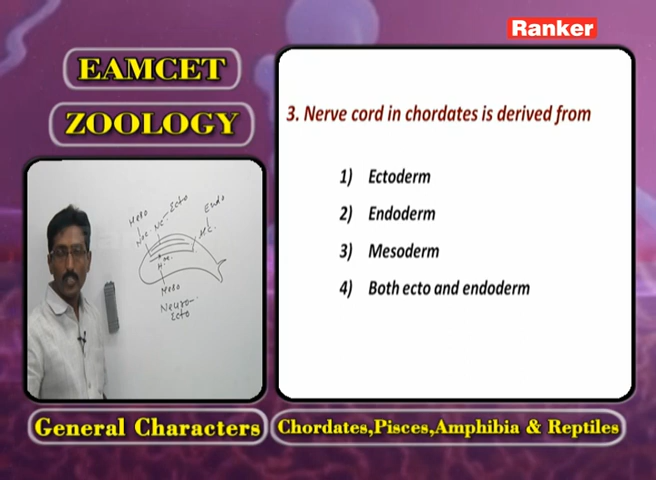 Ranker
EAMCET
ZOOLOGY
3. Nerve cord in chordates is derived from
1) Ectoderm
2) Endoderm
3) Mesoderm
4) Both ecto and endoderm
Ecto
Endo
Meso
Meso
Neuro-
Ecto
General Characters
Chordates,Pisces,Amphibia & Reptiles